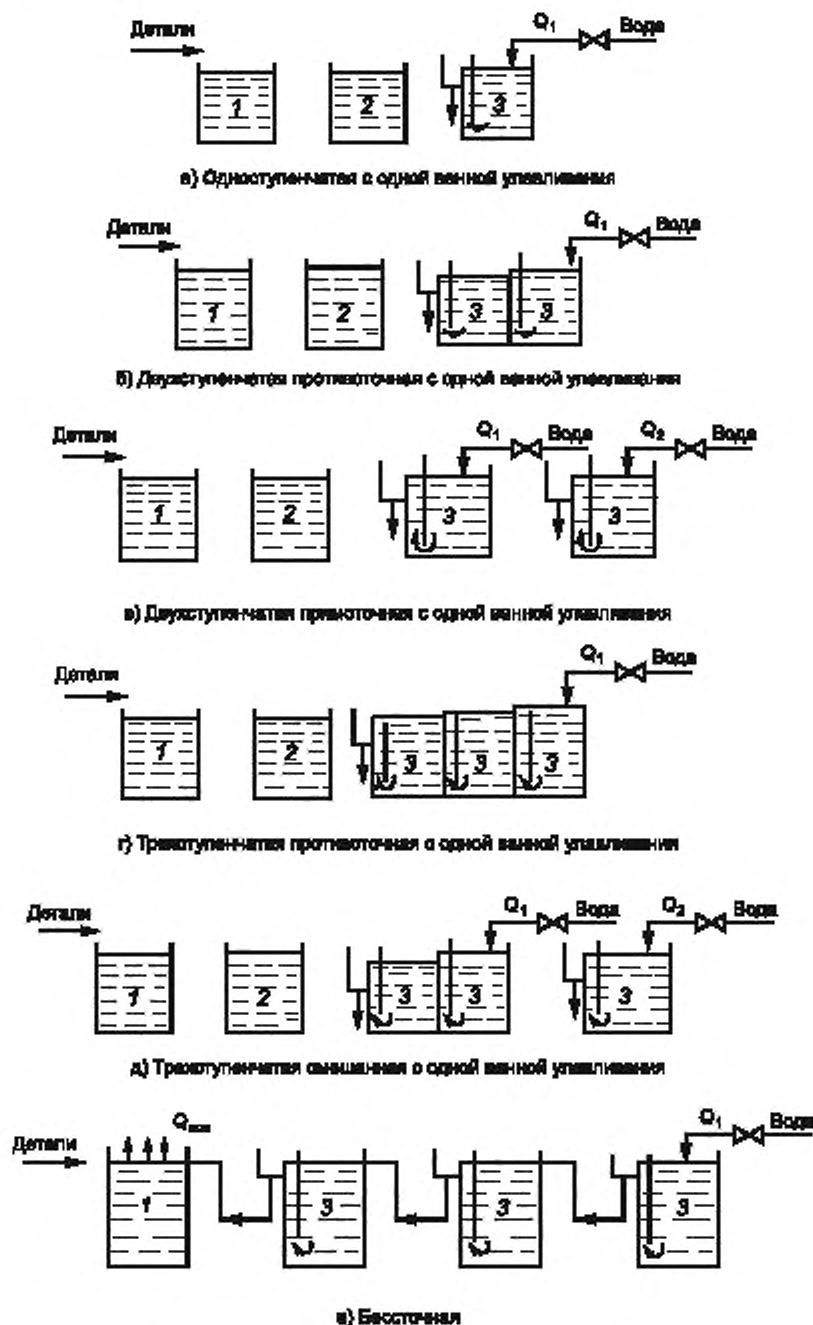 Детали
Q₁ Вода
1 2 3
а) Одноступенчатая с одной ванной улавливания
Детали
Q₁ Вода
1 2 3 3
б) Двухступенчатая противоточная с одной ванной улавливания
Детали
Q₁ Вода Q₂ Вода
1 2 3 3
в) Двухступенчатая прямоточная с одной ванной улавливания
Детали
Q₁ Вода
1 2 3 3 3
г) Трехступенчатая противоточная с одной ванной улавливания
Детали
Q₁ Вода Q₂ Вода
1 2 3 3 3
д) Трехступенчатая смешанная с одной ванной улавливания
Детали
Q₁ Вода
1 3 3 3
е) Бессточная